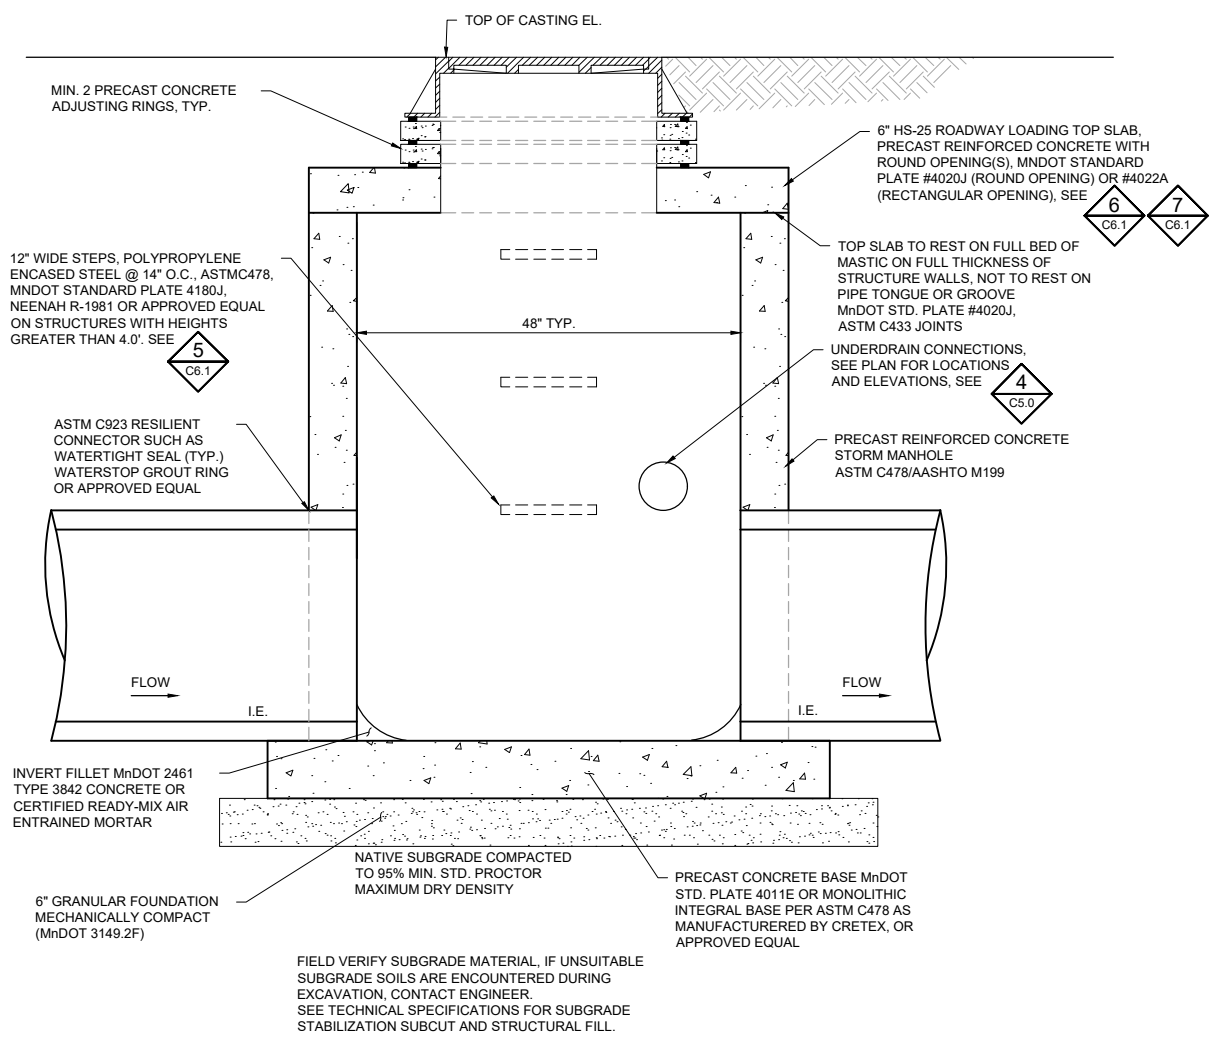 TOP OF CASTING EL.
MIN. 2 PRECAST CONCRETE
ADJUSTING RINGS, TYP.
6" HS-25 ROADWAY LOADING TOP SLAB,
PRECAST REINFORCED CONCRETE WITH
ROUND OPENING(S), MNDOT STANDARD
PLATE #4020J (ROUND OPENING) OR #4022A
(RECTANGULAR OPENING), SEE
6
C6.1
7
C6.1
TOP SLAB TO REST ON FULL BED OF
MASTIC ON FULL THICKNESS OF
STRUCTURE WALLS, NOT TO REST ON
PIPE TONGUE OR GROOVE
MnDOT STD. PLATE #4020J,
ASTM C433 JOINTS
12" WIDE STEPS, POLYPROPYLENE
ENCASED STEEL @ 14" O.C., ASTMC478,
MNDOT STANDARD PLATE 4180J,
NEENAH R-1981 OR APPROVED EQUAL
ON STRUCTURES WITH HEIGHTS
GREATER THAN 4.0'. SEE
5
C6.1
48" TYP.
UNDERDRAIN CONNECTIONS,
SEE PLAN FOR LOCATIONS
AND ELEVATIONS, SEE
4
C5.0
ASTM C923 RESILIENT
CONNECTOR SUCH AS
WATERTIGHT SEAL (TYP.)
WATERSTOP GROUT RING
OR APPROVED EQUAL
PRECAST REINFORCED CONCRETE
STORM MANHOLE
ASTM C478/AASHTO M199
FLOW
I.E.
FLOW
I.E.
INVERT FILLET MnDOT 2461
TYPE 3842 CONCRETE OR
CERTIFIED READY-MIX AIR
ENTRAINED MORTAR
NATIVE SUBGRADE COMPACTED
TO 95% MIN. STD. PROCTOR
MAXIMUM DRY DENSITY
6" GRANULAR FOUNDATION
MECHANICALLY COMPACT
(MnDOT 3149.2F)
PRECAST CONCRETE BASE MnDOT
STD. PLATE 4011E OR MONOLITHIC
INTEGRAL BASE PER ASTM C478 AS
MANUFACTURERED BY CRETEX, OR
APPROVED EQUAL
FIELD VERIFY SUBGRADE MATERIAL, IF UNSUITABLE
SUBGRADE SOILS ARE ENCOUNTERED DURING
EXCAVATION, CONTACT ENGINEER.
SEE TECHNICAL SPECIFICATIONS FOR SUBGRADE
STABILIZATION SUBCUT AND STRUCTURAL FILL.